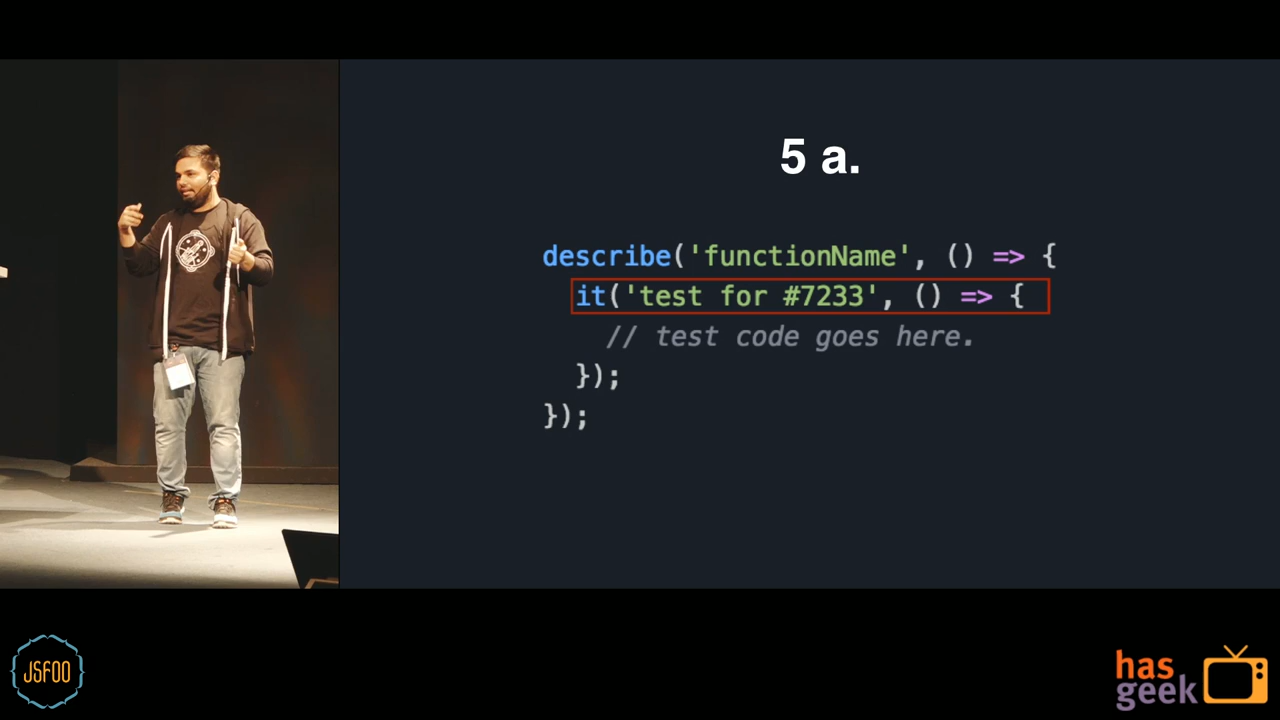 5 a.
describe('functionName', () => {
  it('test for #7233', () => {
    // test code goes here.
  });
});
JSFOO
has
geek